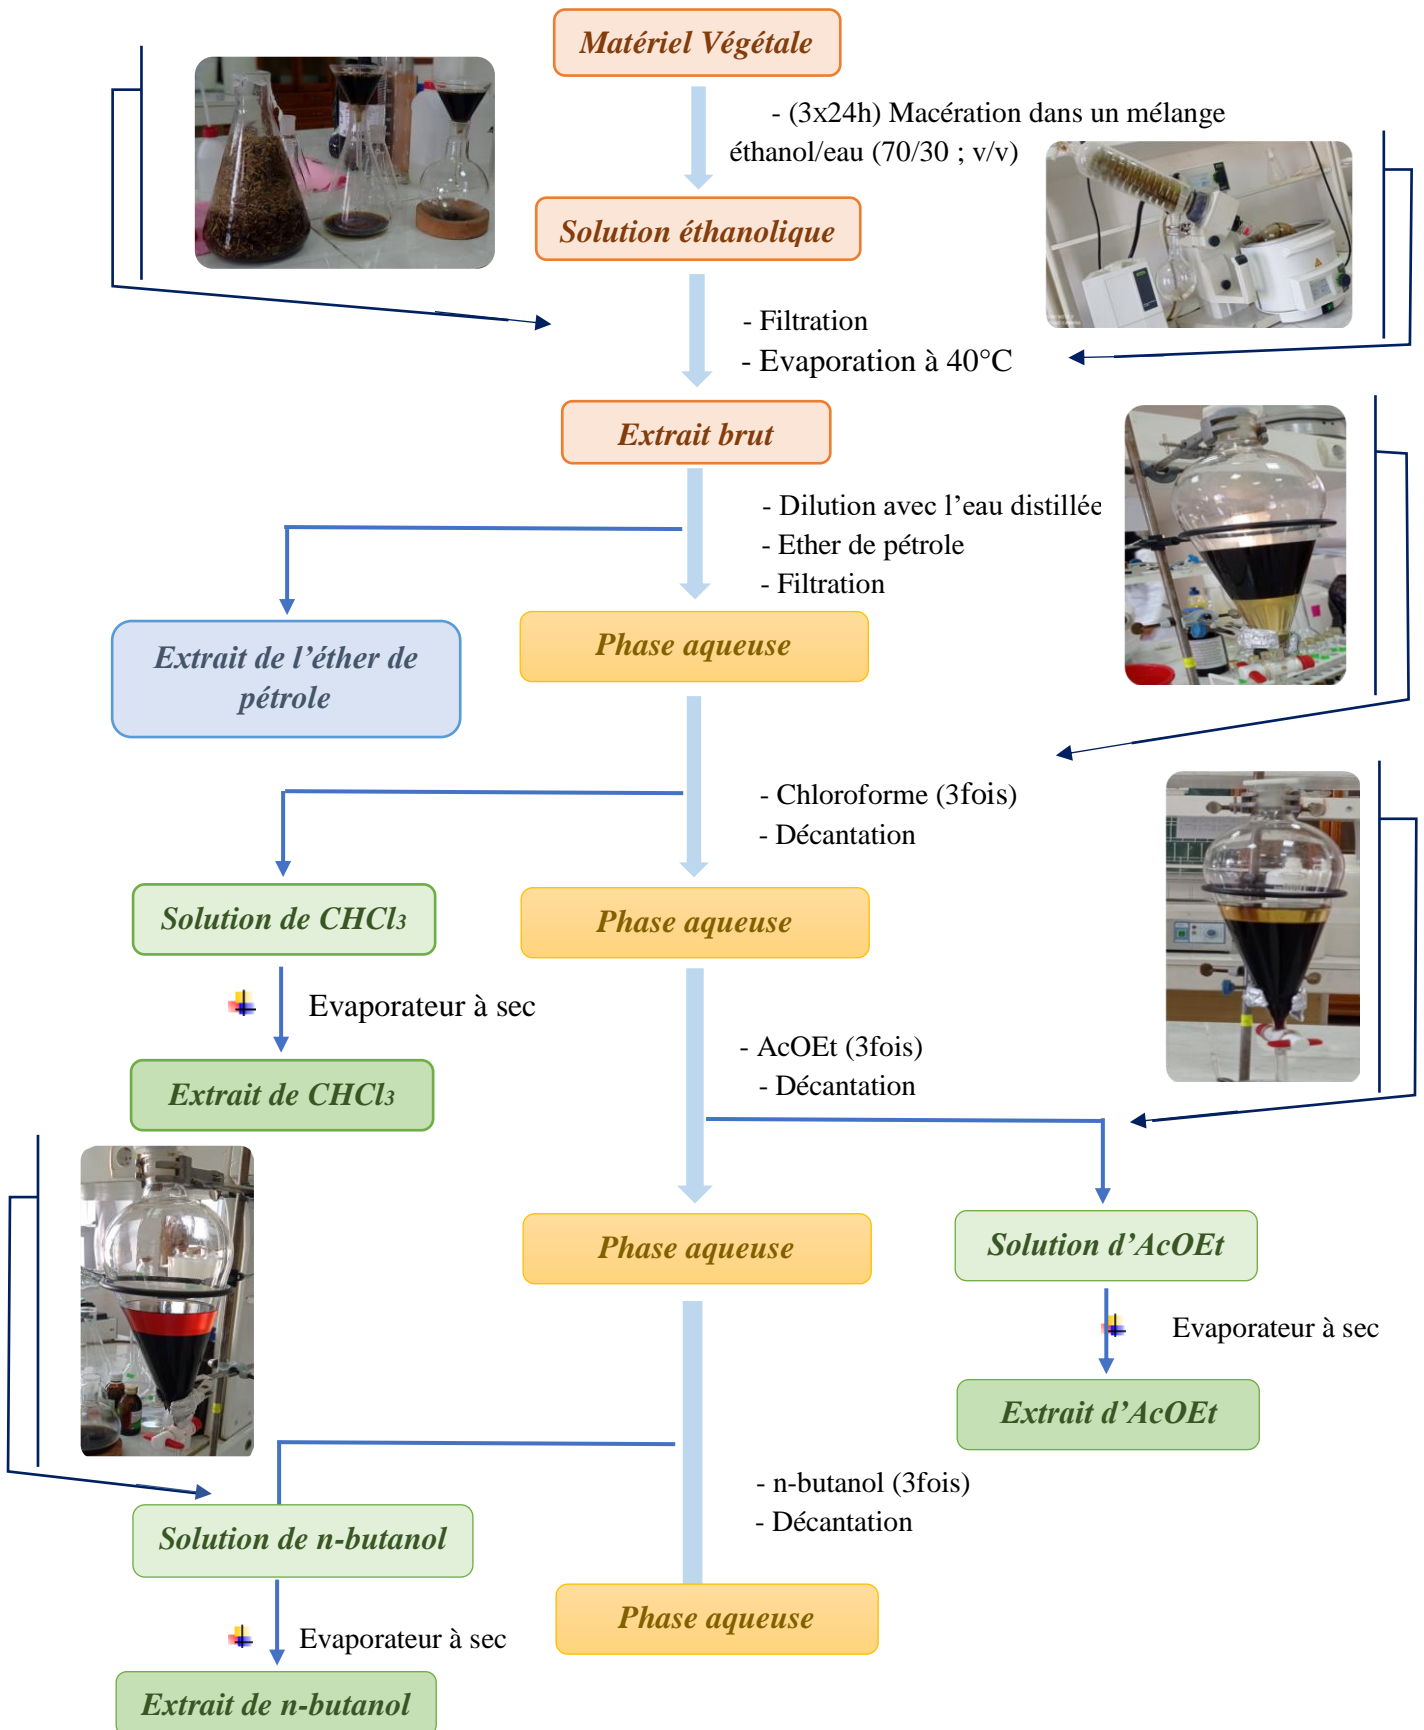 Matériel Végétale
- (3x24h) Macération dans un mélange
éthanol/eau (70/30 ; v/v)
Solution éthanolique
- Filtration
- Evaporation à 40°C
Extrait brut
- Dilution avec l’eau distillée
- Ether de pétrole
- Filtration
Extrait de l’éther de
pétrole
Phase aqueuse
- Chloroforme (3fois)
- Décantation
Solution de CHCl3
Phase aqueuse
Evaporateur à sec
- AcOEt (3fois)
- Décantation
Extrait de CHCl3
Phase aqueuse
Solution d’AcOEt
Evaporateur à sec
Extrait d’AcOEt
- n-butanol (3fois)
- Décantation
Solution de n-butanol
Phase aqueuse
Evaporateur à sec
Extrait de n-butanol